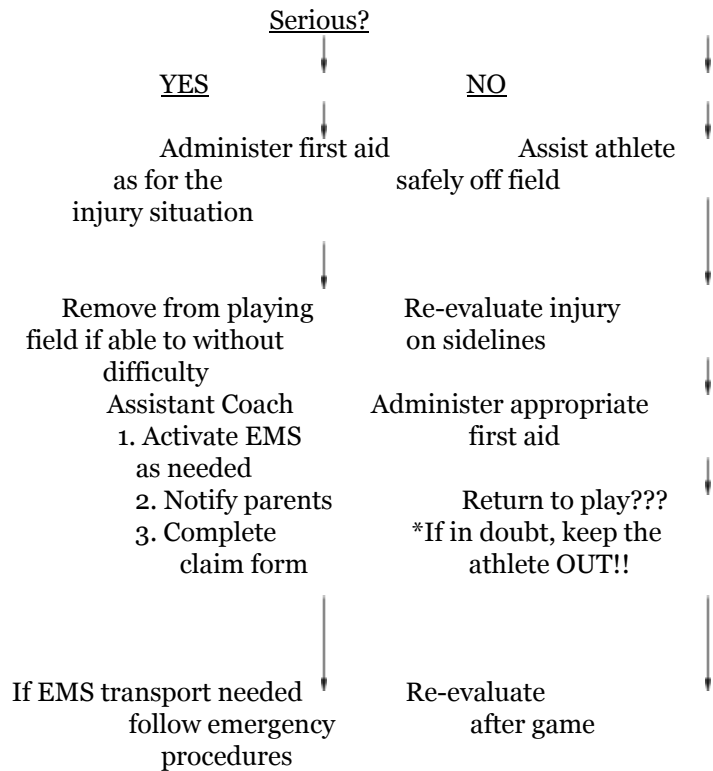 Serious?
YES NO
Administer first aid Assist athlete
as for the safely off field
injury situation
Remove from playing Re-evaluate injury
field if able to without on sidelines
difficulty
Assistant Coach Administer appropriate
1. Activate EMS first aid
as needed
2. Notify parents Return to play???
3. Complete *If in doubt, keep the
claim form athlete OUT!!
If EMS transport needed Re-evaluate
follow emergency after game
procedures